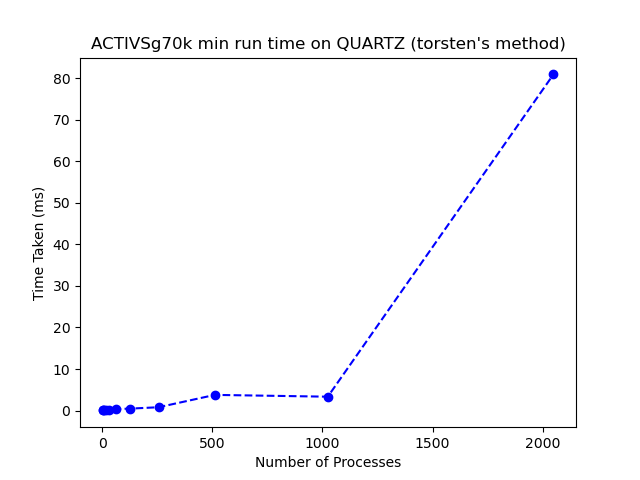 ACTIVSg70k min run time on QUARTZ (torsten's method)
80
70
60
50
40
30
20
10
0
Time Taken (ms)
0 500 1000 1500 2000
Number of Processes